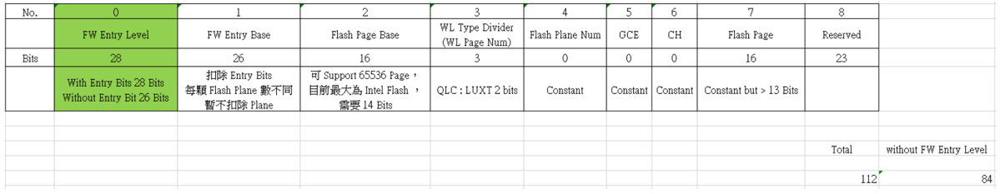 No. 0 1 2 3 4 5 6 7 8
FW Entry Level FW Entry Base Flash Page Base WL Type Divider (WL Page Num) Flash Plane Num GCE CH Flash Page Reserved
Bits 28 26 16 3 0 0 0 16 23
With Entry Bits 28 Bits
Without Entry Bit 26 Bits
扣除 Entry Bits
每顆 Flash Plane 數不同
暫不扣除 Plane
可 Support 65536 Page，
目前最大為 Intel Flash ，
需要 14 Bits
QLC : LUXT 2 bits
Constant
Constant
Constant
Constant but > 13 Bits
Total without FW Entry Level
112 84